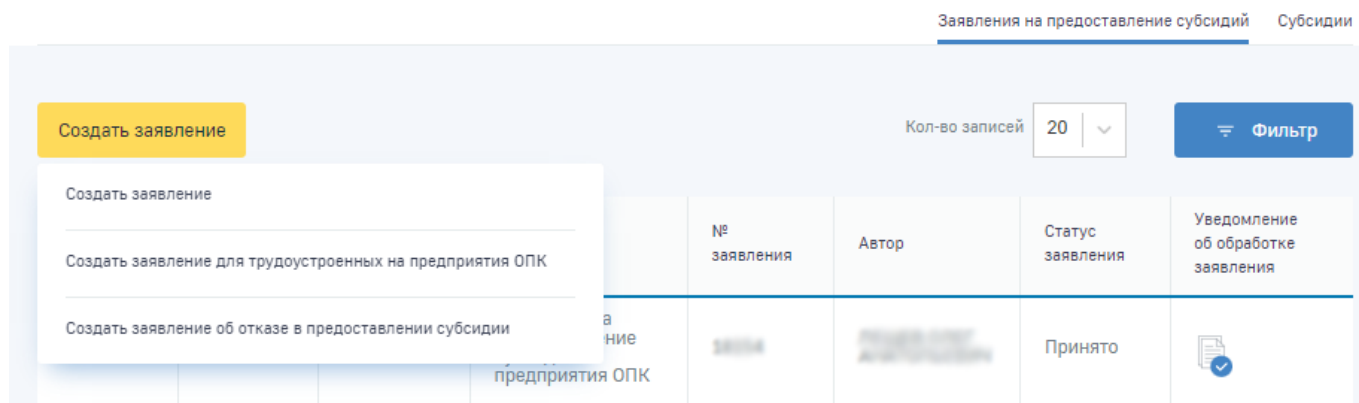 Заявления на предоставление субсидий Субсидии
Создать заявление
Кол-во записей 20
Фильтр
Создать заявление
Создать заявление для трудоустроенных на предприятия ОПК
Создать заявление об отказе в предоставлении субсидии
№
заявления
Автор
Статус
заявления
Уведомление
об обработке
заявления
предприятия ОПК
Принято